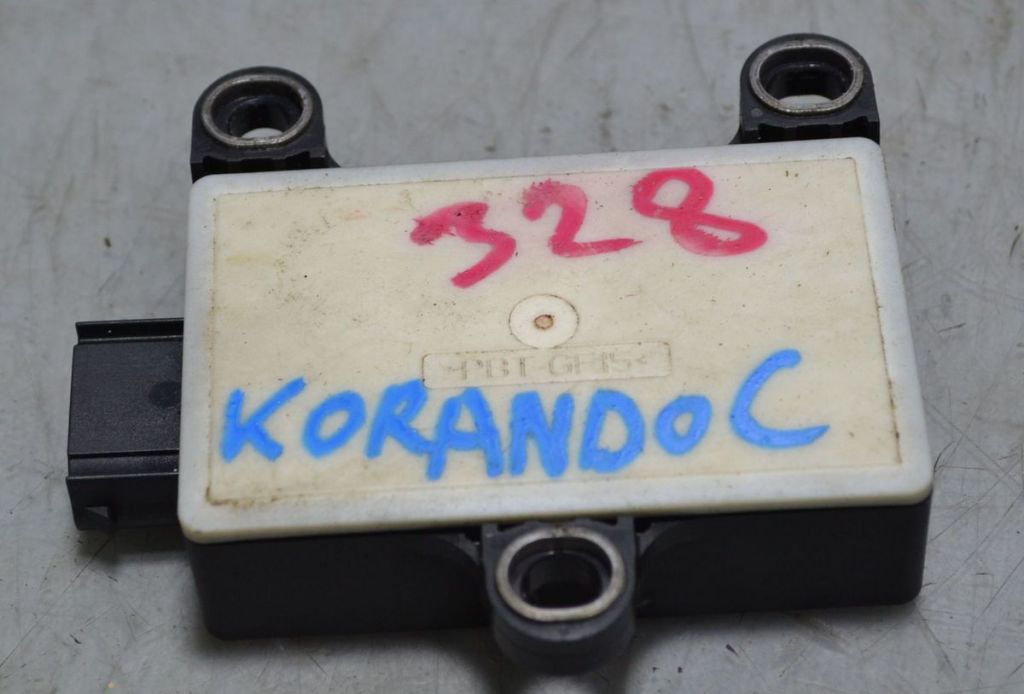 328
>PBT-GF15<
KORANDO C